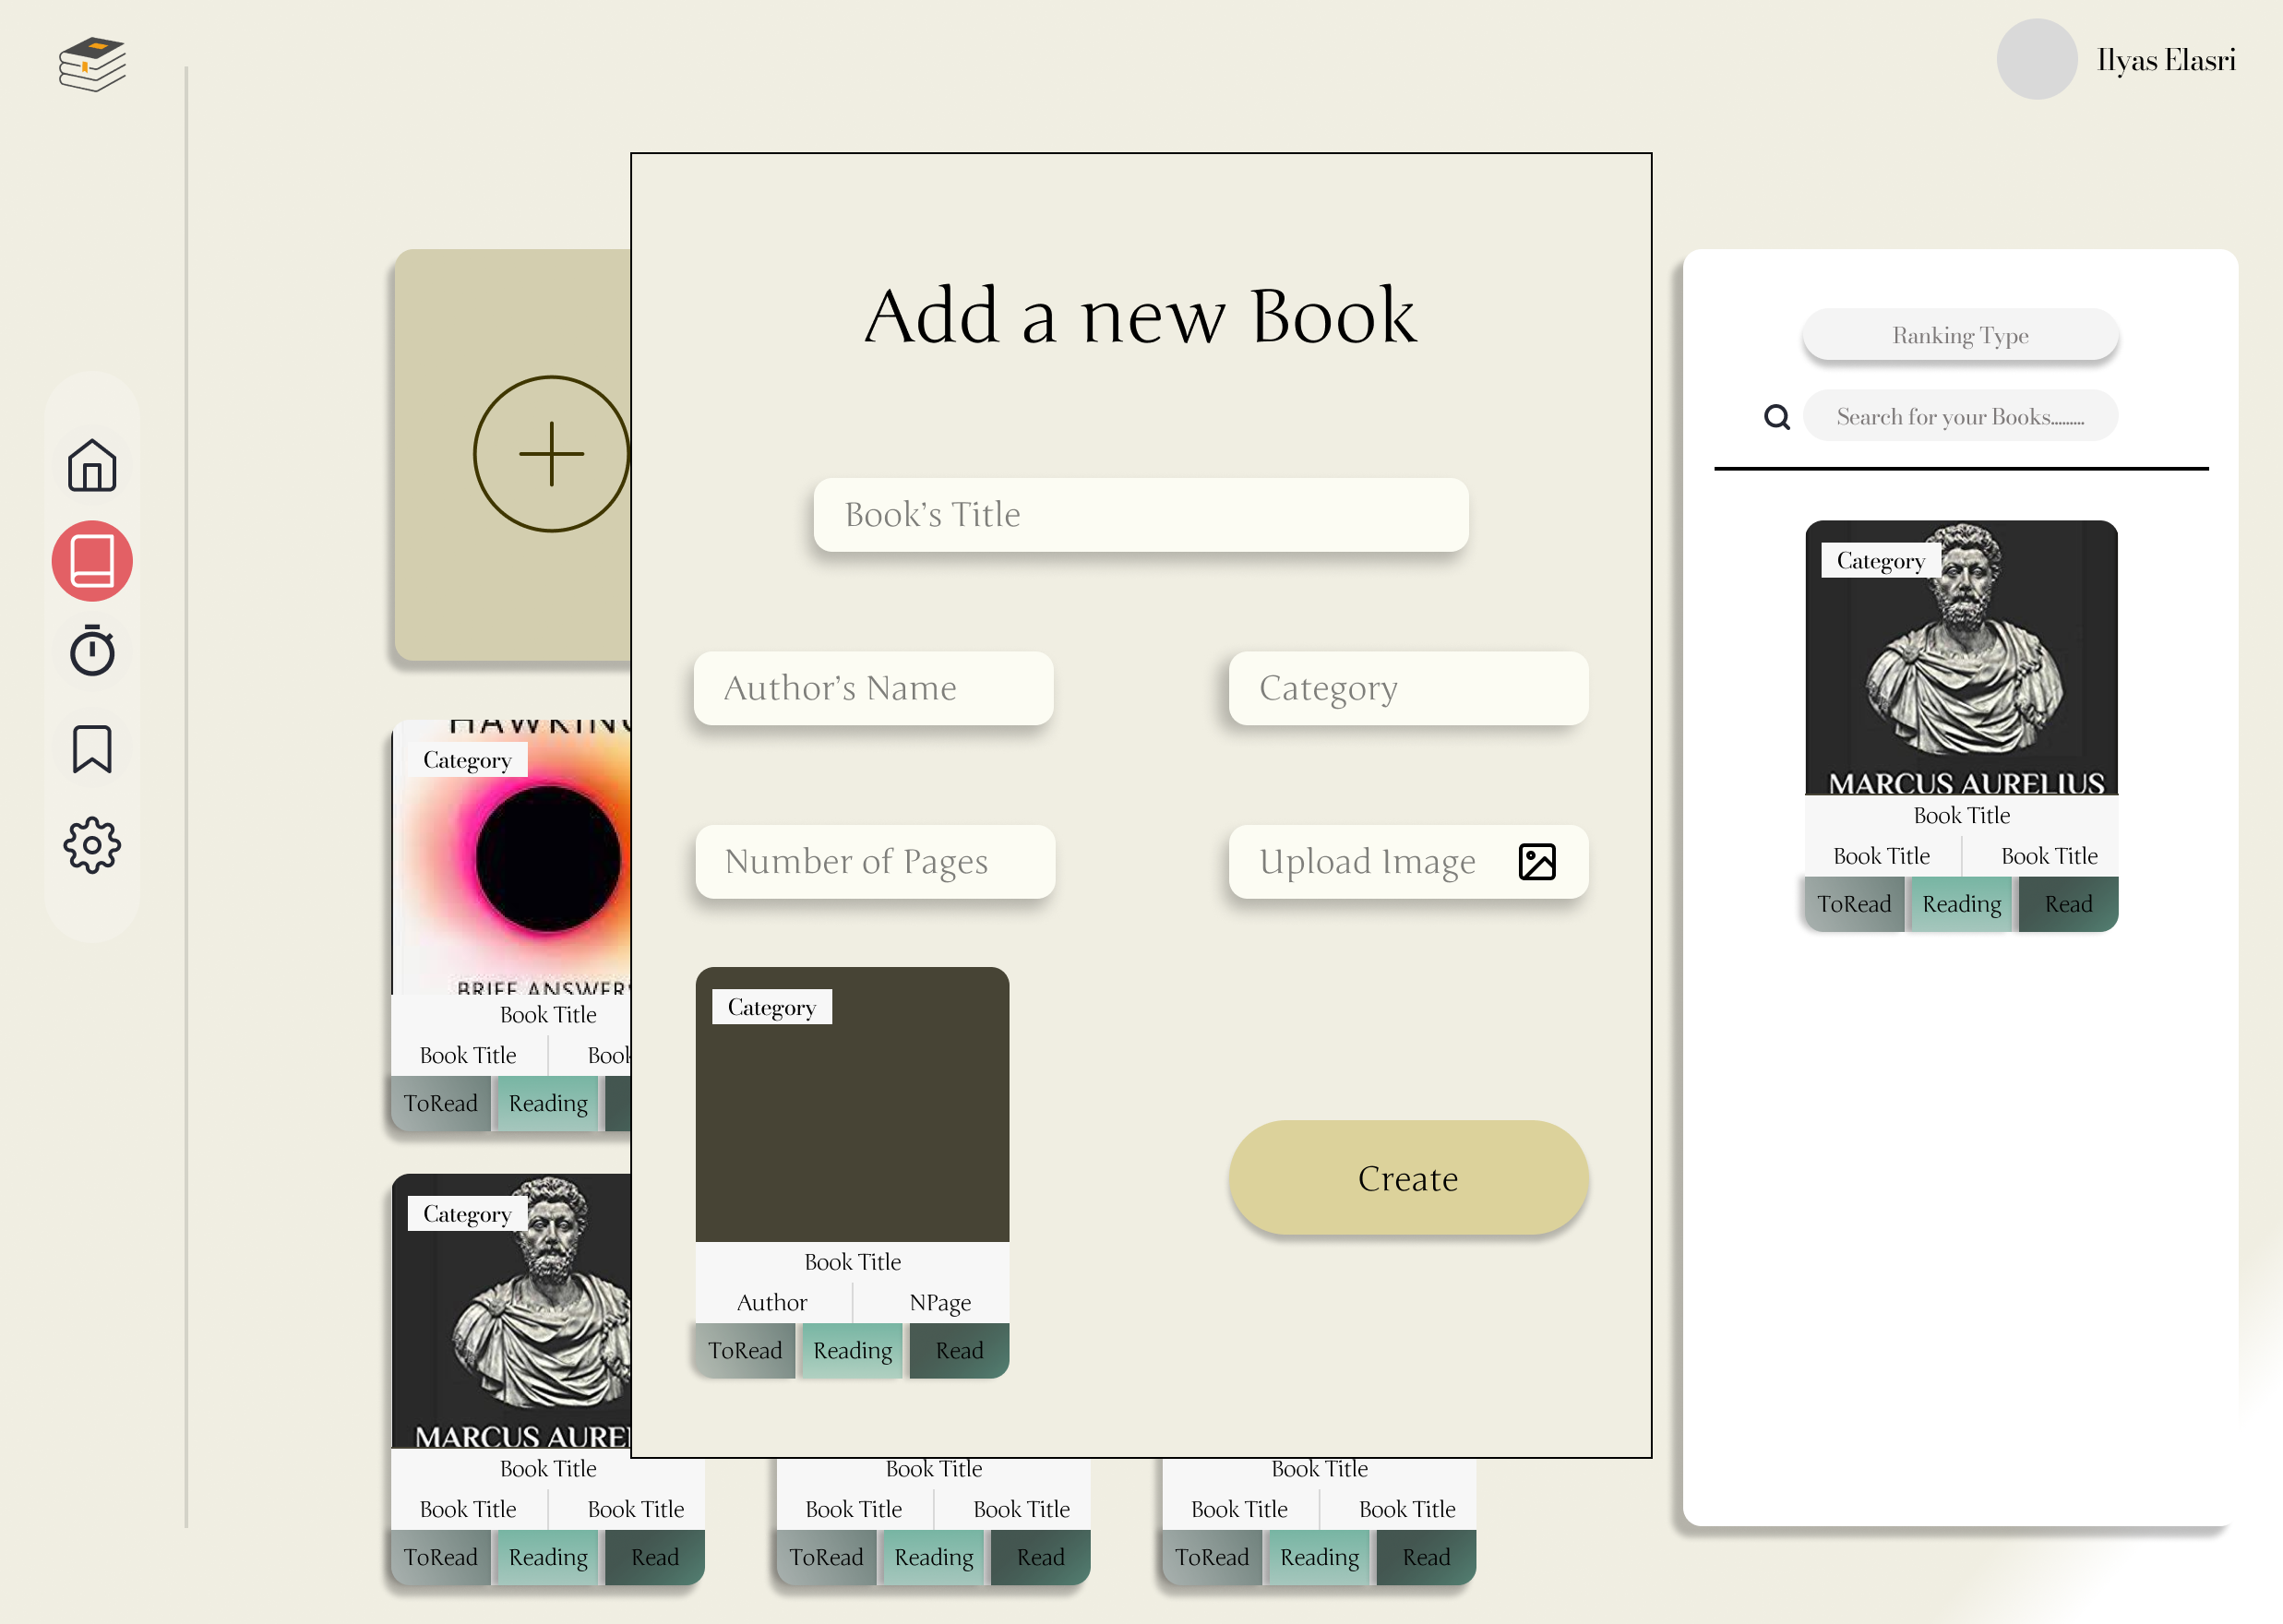 Ilyas Elasri
Add a new Book
Book’s Title
Author’s Name
Category
Number of Pages
Upload Image
Category
Book Title
Author NPage
ToRead Reading Read
Create
Category
BRIEF ANSWER
Book Title
Book Title Book
ToRead Reading
Category
MARCUS AURE
Book Title
Book Title Book Title
ToRead Reading Read
Book Title
Book Title Book Title
ToRead Reading Read
Book Title
Book Title Book Title
ToRead Reading Read
Ranking Type
Search for your Books.........
Category
MARCUS AURELIUS
Book Title
Book Title Book Title
ToRead Reading Read